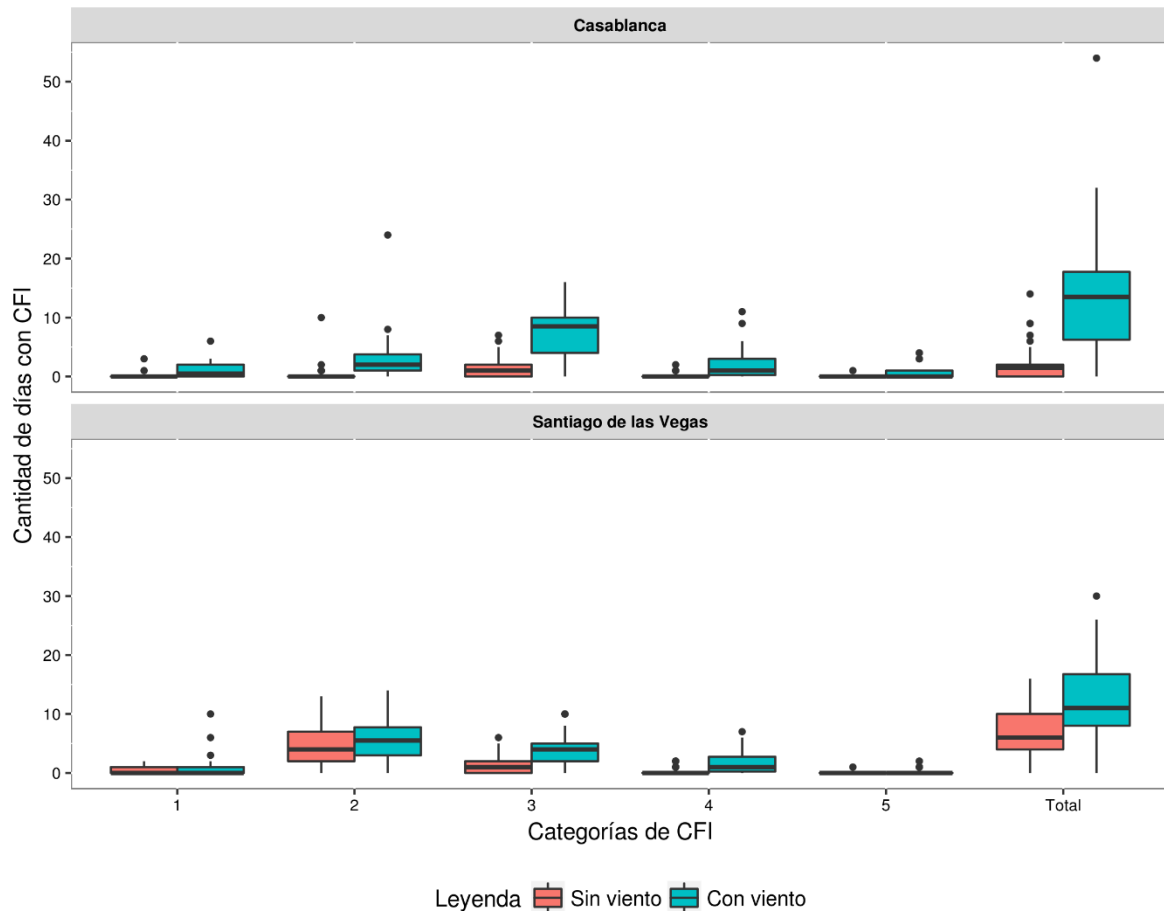 Casablanca
50
40
30
20
10
0
Santiago de las Vegas
50
40
30
20
10
0
Cantidad de días con CFI
1 2 3 4 5 Total
Categorías de CFI
Leyenda Sin viento Con viento